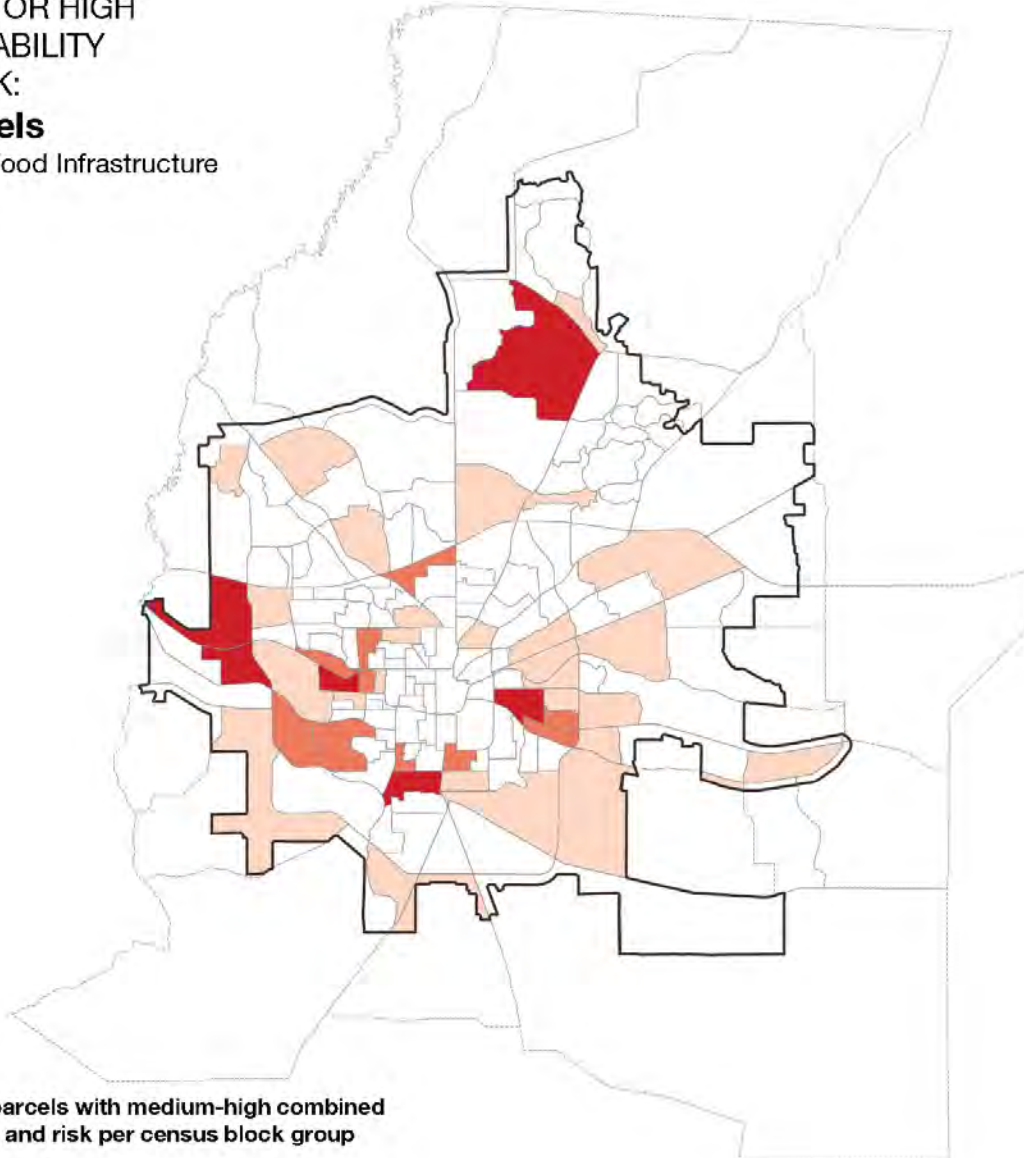 OR HIGH
ABILITY
K:
els
ood Infrastructure
arcels with medium-high combined
and risk per census block group